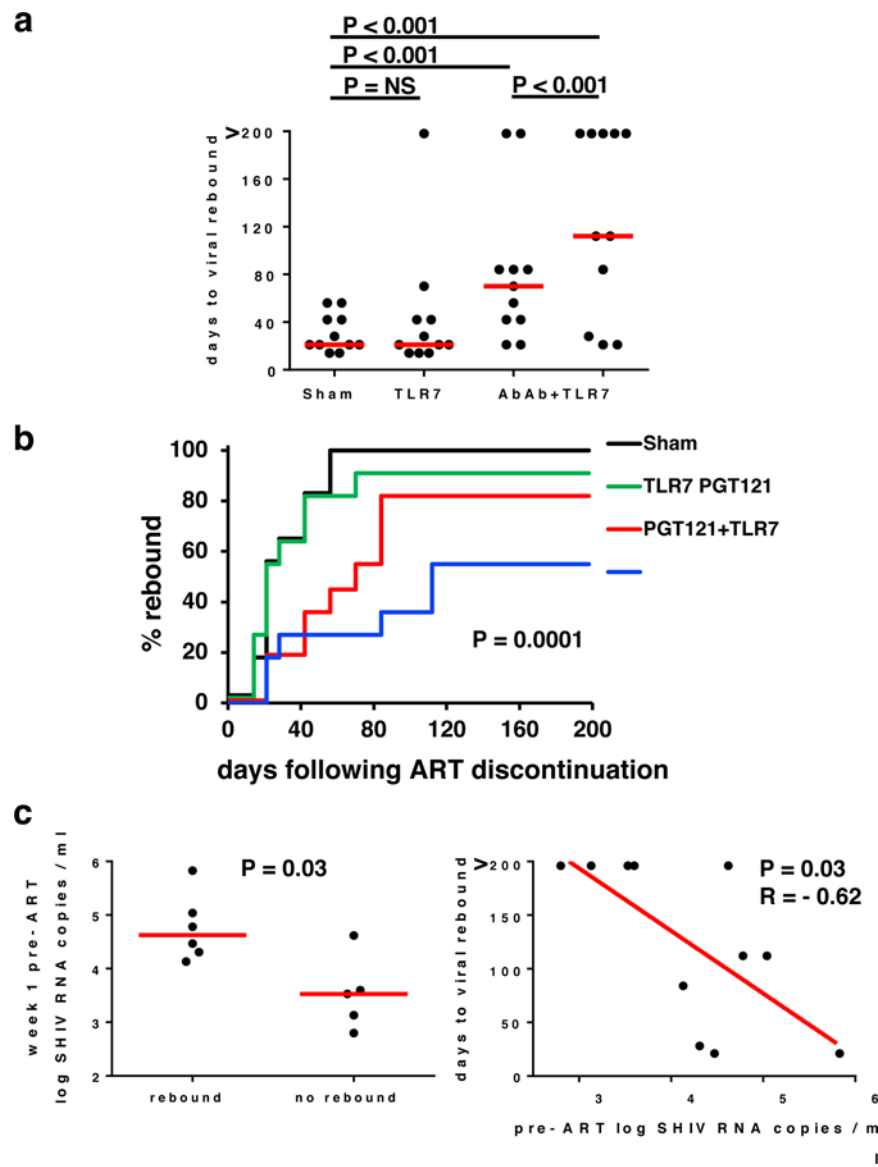 a
P < 0.001
P < 0.001
P = NS
P < 0.001
days to viral rebound
>200
160
120
80
40
0
Sham
TLR7
AbAb+TLR7
b
% rebound
100
80
60
40
20
0
Sham
TLR7 PGT121
PGT121+TLR7
P = 0.0001
0 40 80 120 160 200
days following ART discontinuation
c
week 1 pre-ART
log SHIV RNA copies / ml
6
5
4
3
2
P = 0.03
rebound
no rebound
days to viral rebound
>200
150
100
50
0
P = 0.03
R = - 0.62
3 4 5 6
pre-ART log SHIV RNA copies / m
l